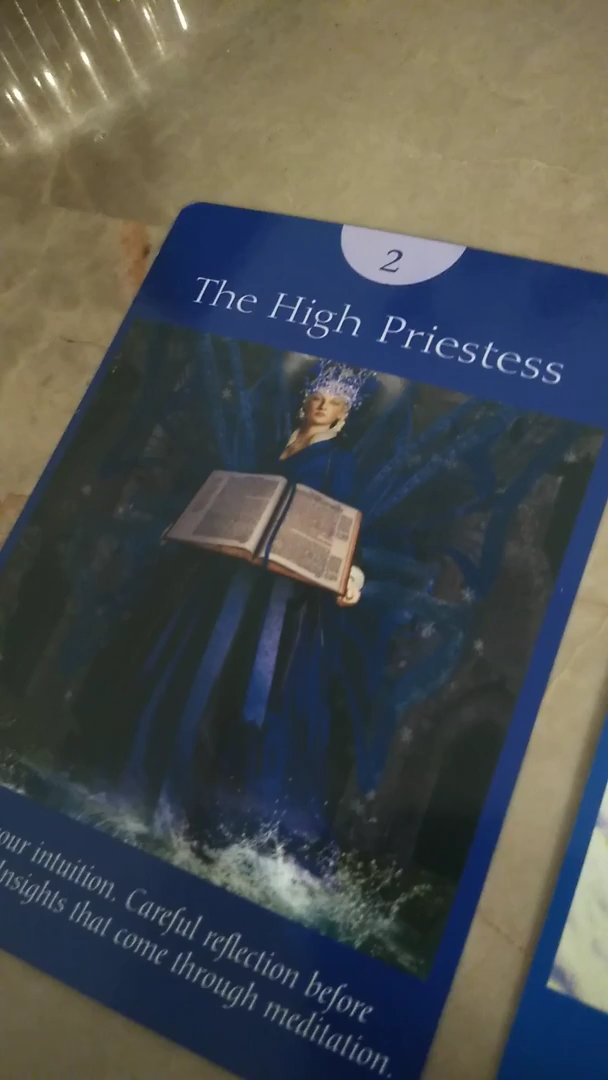 2
The High Priestess
our intuition. Careful reflection before
Insights that come through meditation.